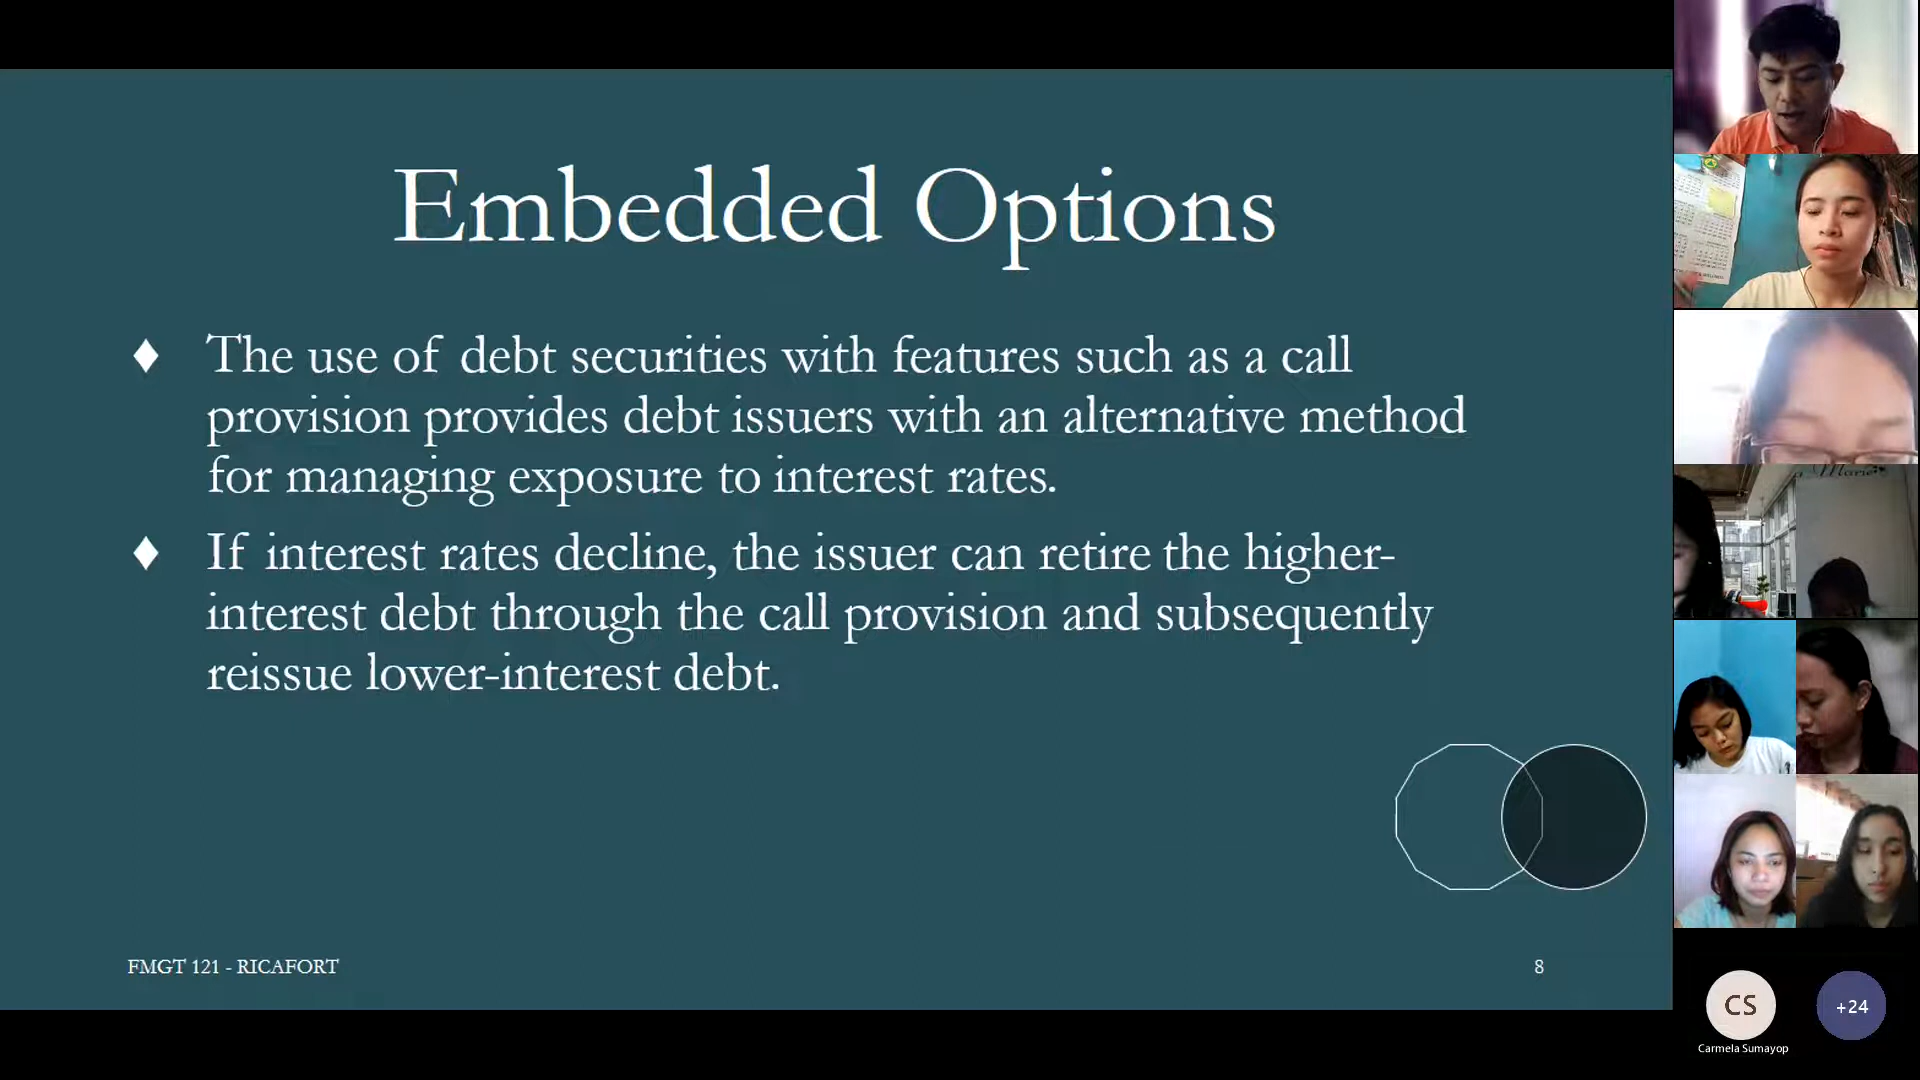 Embedded Options
♦ The use of debt securities with features such as a call
provision provides debt issuers with an alternative method
for managing exposure to interest rates.
♦ If interest rates decline, the issuer can retire the higher-
interest debt through the call provision and subsequently
reissue lower-interest debt.
FMGT 121 - RICAFORT
8
Marie
CS
+24
Carmela Sumayop